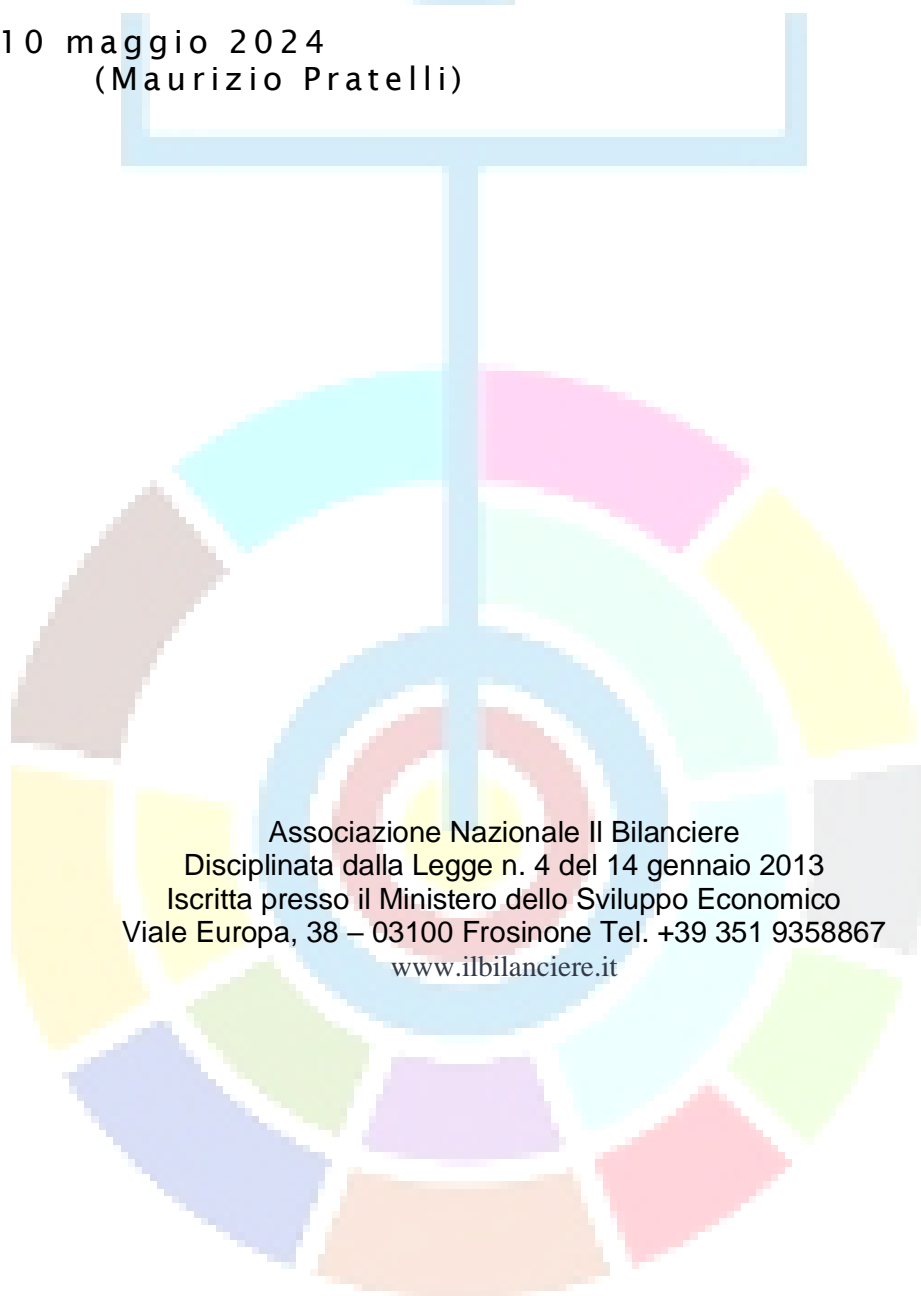 10 maggio 2024
(Maurizio Pratelli)
Associazione Nazionale Il Bilanciere
Disciplinata dalla Legge n. 4 del 14 gennaio 2013
Iscritta presso il Ministero dello Sviluppo Economico
Viale Europa, 38 – 03100 Frosinone Tel. +39 351 9358867
www.ilbilanciere.it